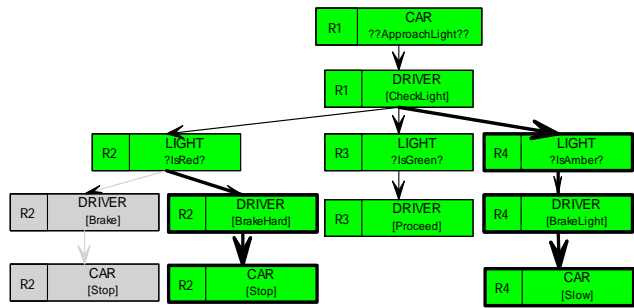 R1 CAR
??ApproachLight??
R1 DRIVER
[CheckLight]
R2 LIGHT
?IsRed?
R3 LIGHT
?IsGreen?
R4 LIGHT
?IsAmber?
R2 DRIVER
[Brake]
R2 DRIVER
[BrakeHard]
R3 DRIVER
[Proceed]
R4 DRIVER
[BrakeLight]
R2 CAR
[Stop]
R2 CAR
[Stop]
R4 CAR
[Slow]